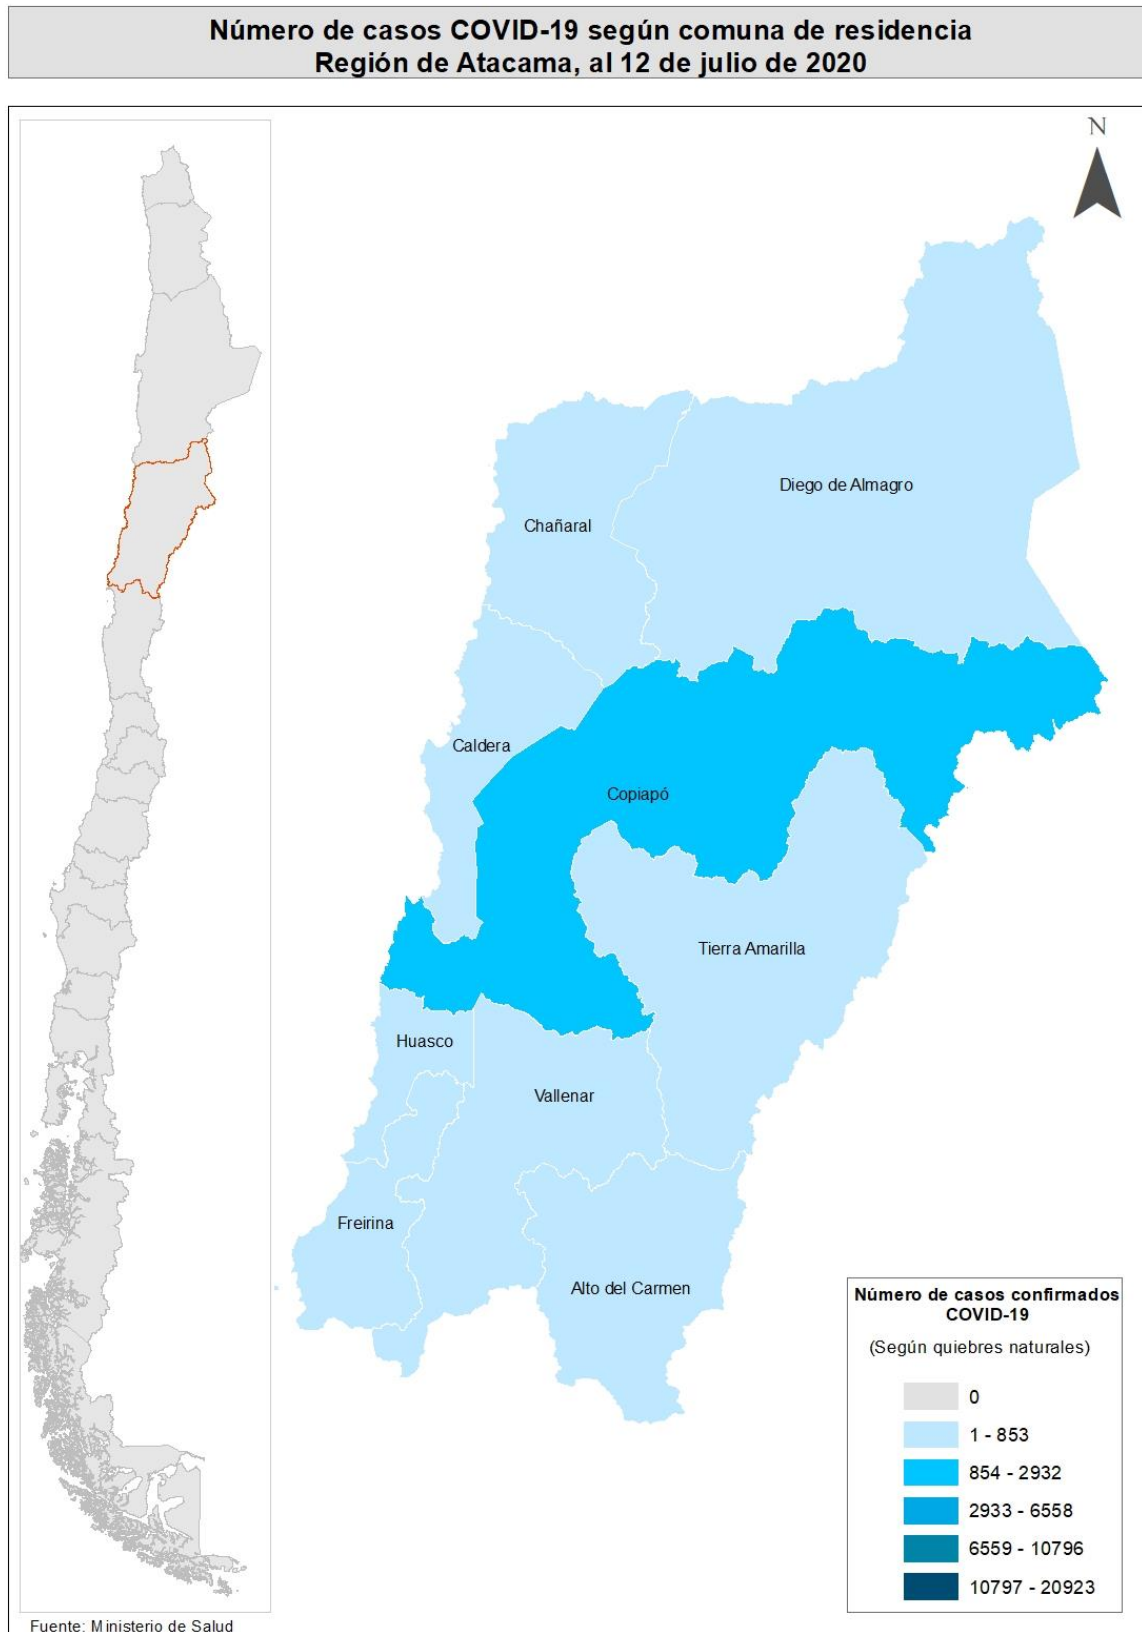 Número de casos COVID-19 según comuna de residencia
Región de Atacama, al 12 de julio de 2020
N
Diego de Almagro
Chañaral
Caldera
Copiapó
Tierra Amarilla
Huasco
Vallenar
Freirina
Alto del Carmen
Número de casos confirmados
COVID-19
(Según quiebres naturales)
0
1 - 853
854 - 2932
2933 - 6558
6559 - 10796
10797 - 20923
Fuente: Ministerio de Salud